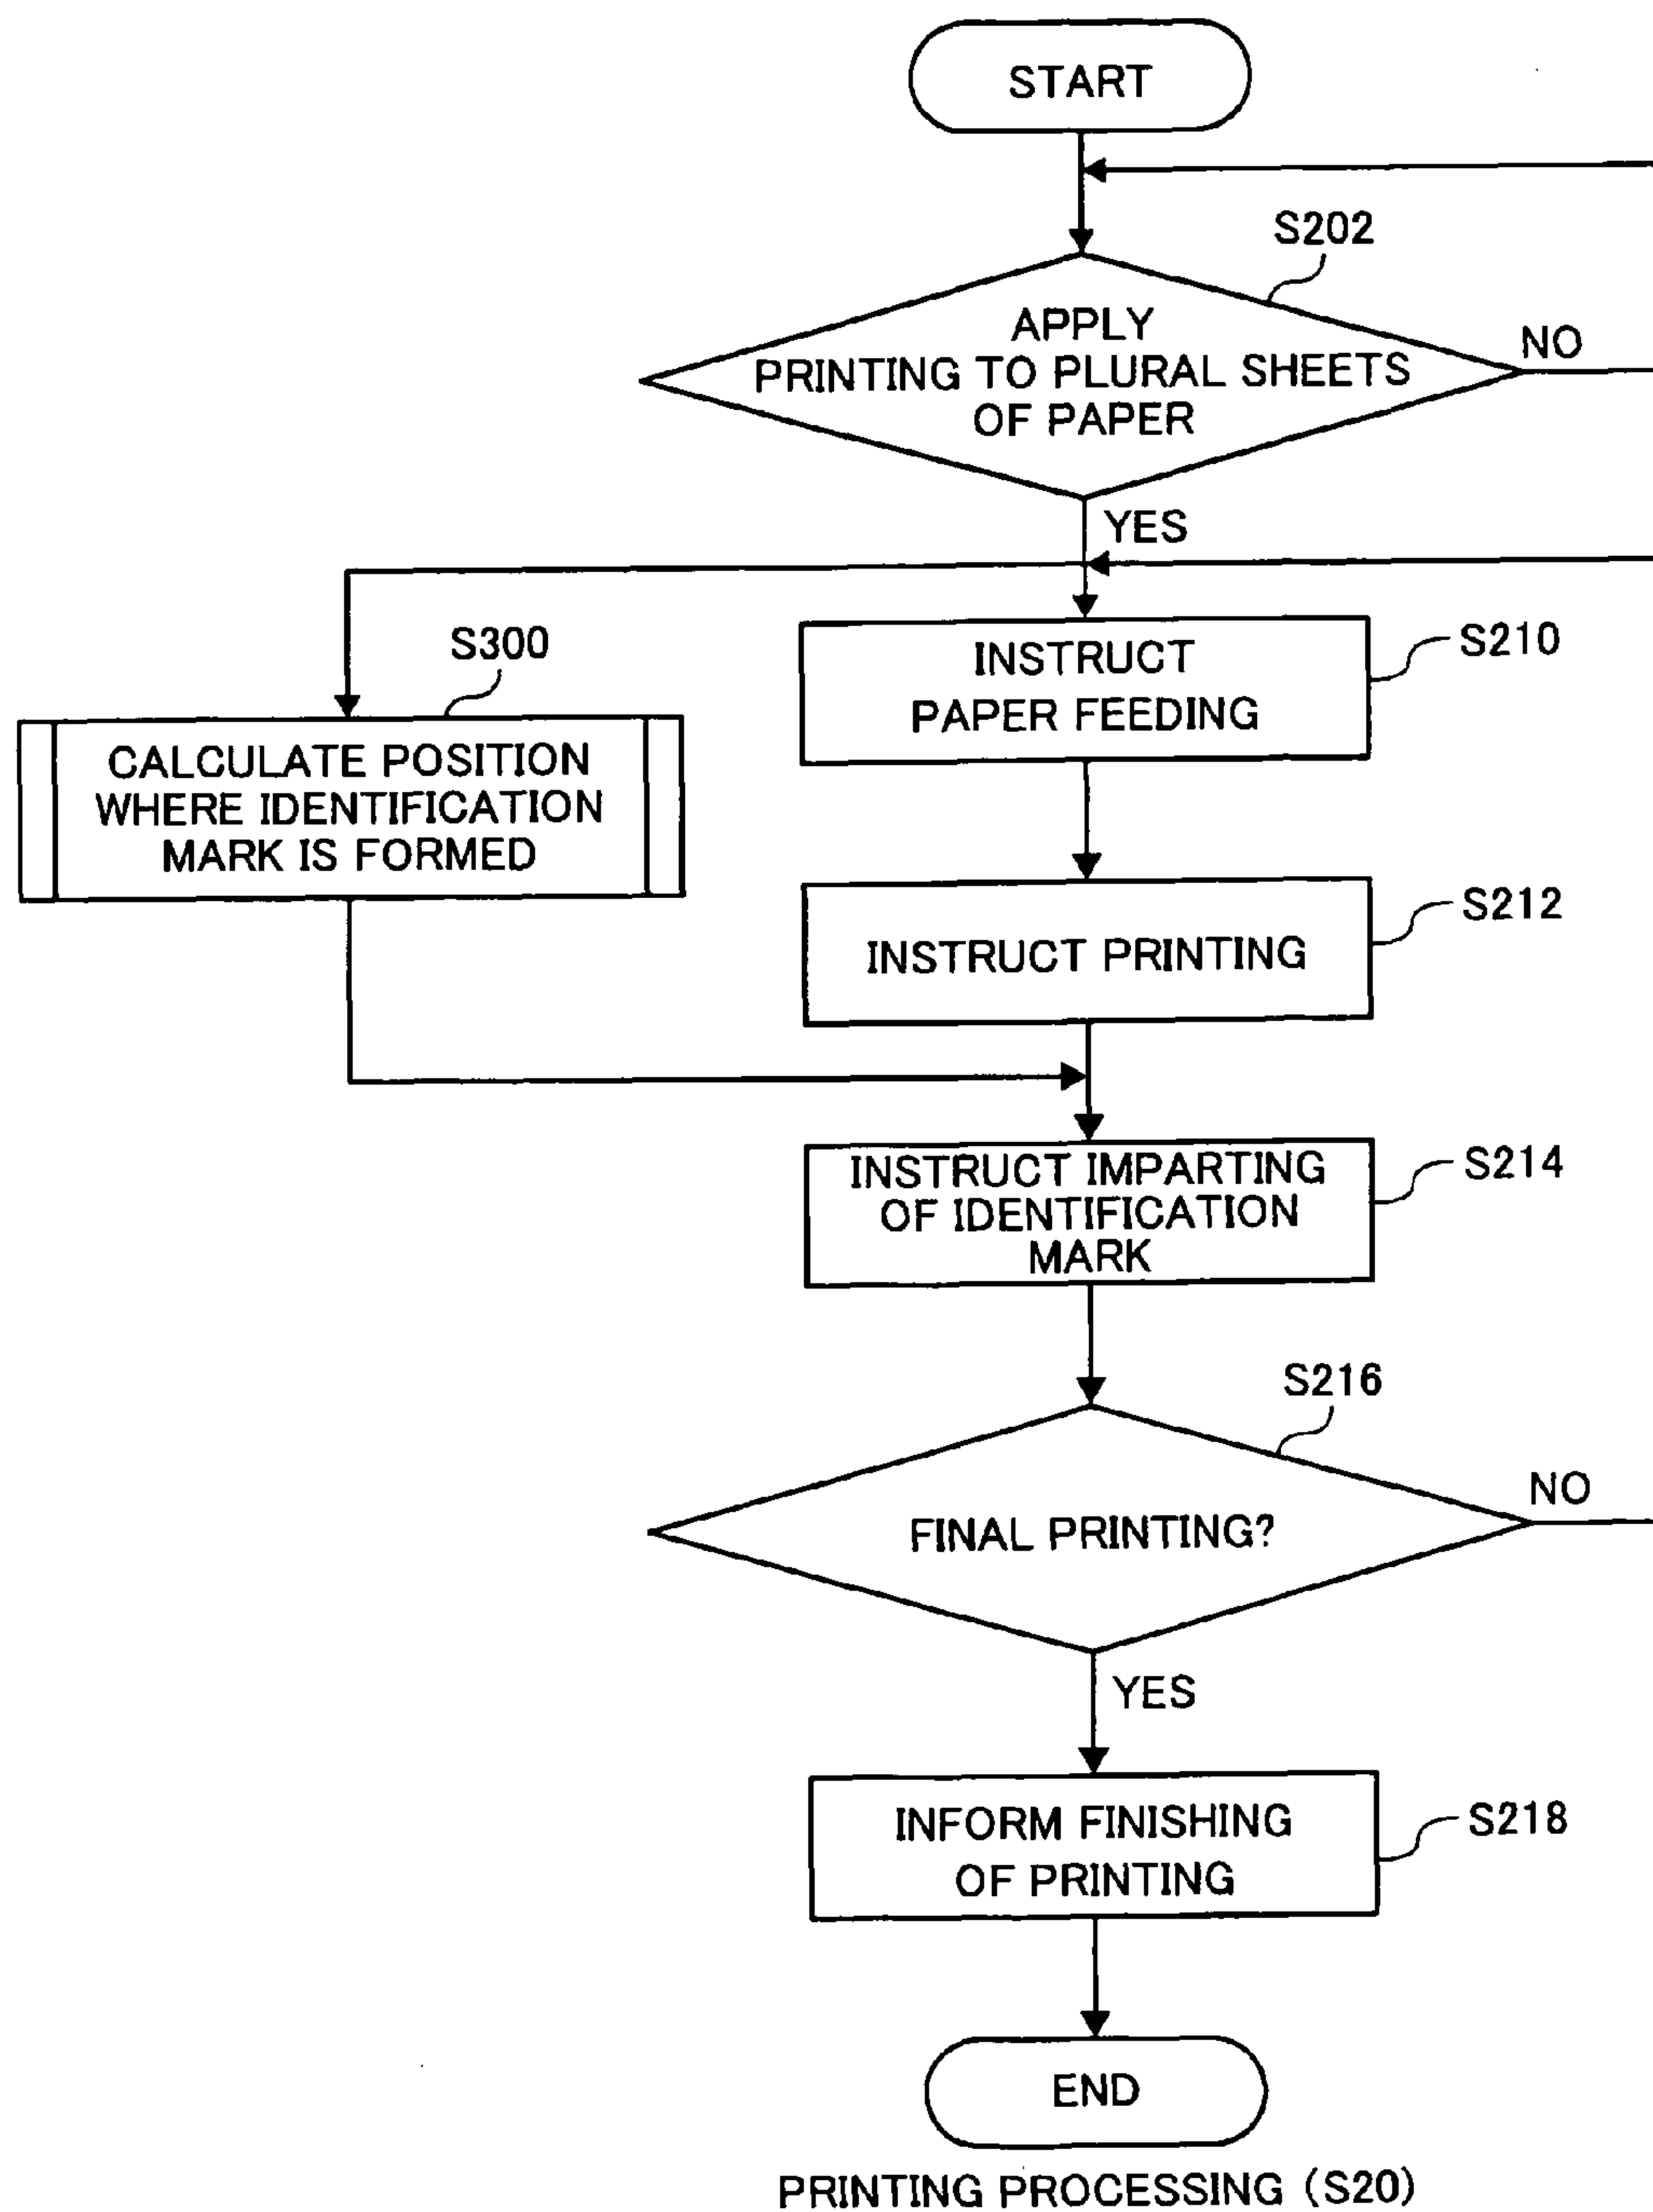 START
S202
APPLY
PRINTING TO PLURAL SHEETS
OF PAPER
NO
YES
S300
CALCULATE POSITION
WHERE IDENTIFICATION
MARK IS FORMED
INSTRUCT
PAPER FEEDING
S210
INSTRUCT PRINTING
S212
INSTRUCT IMPARTING
OF IDENTIFICATION
MARK
S214
S216
FINAL PRINTING?
NO
YES
INFORM FINISHING
OF PRINTING
S218
END
PRINTING PROCESSING (S20)